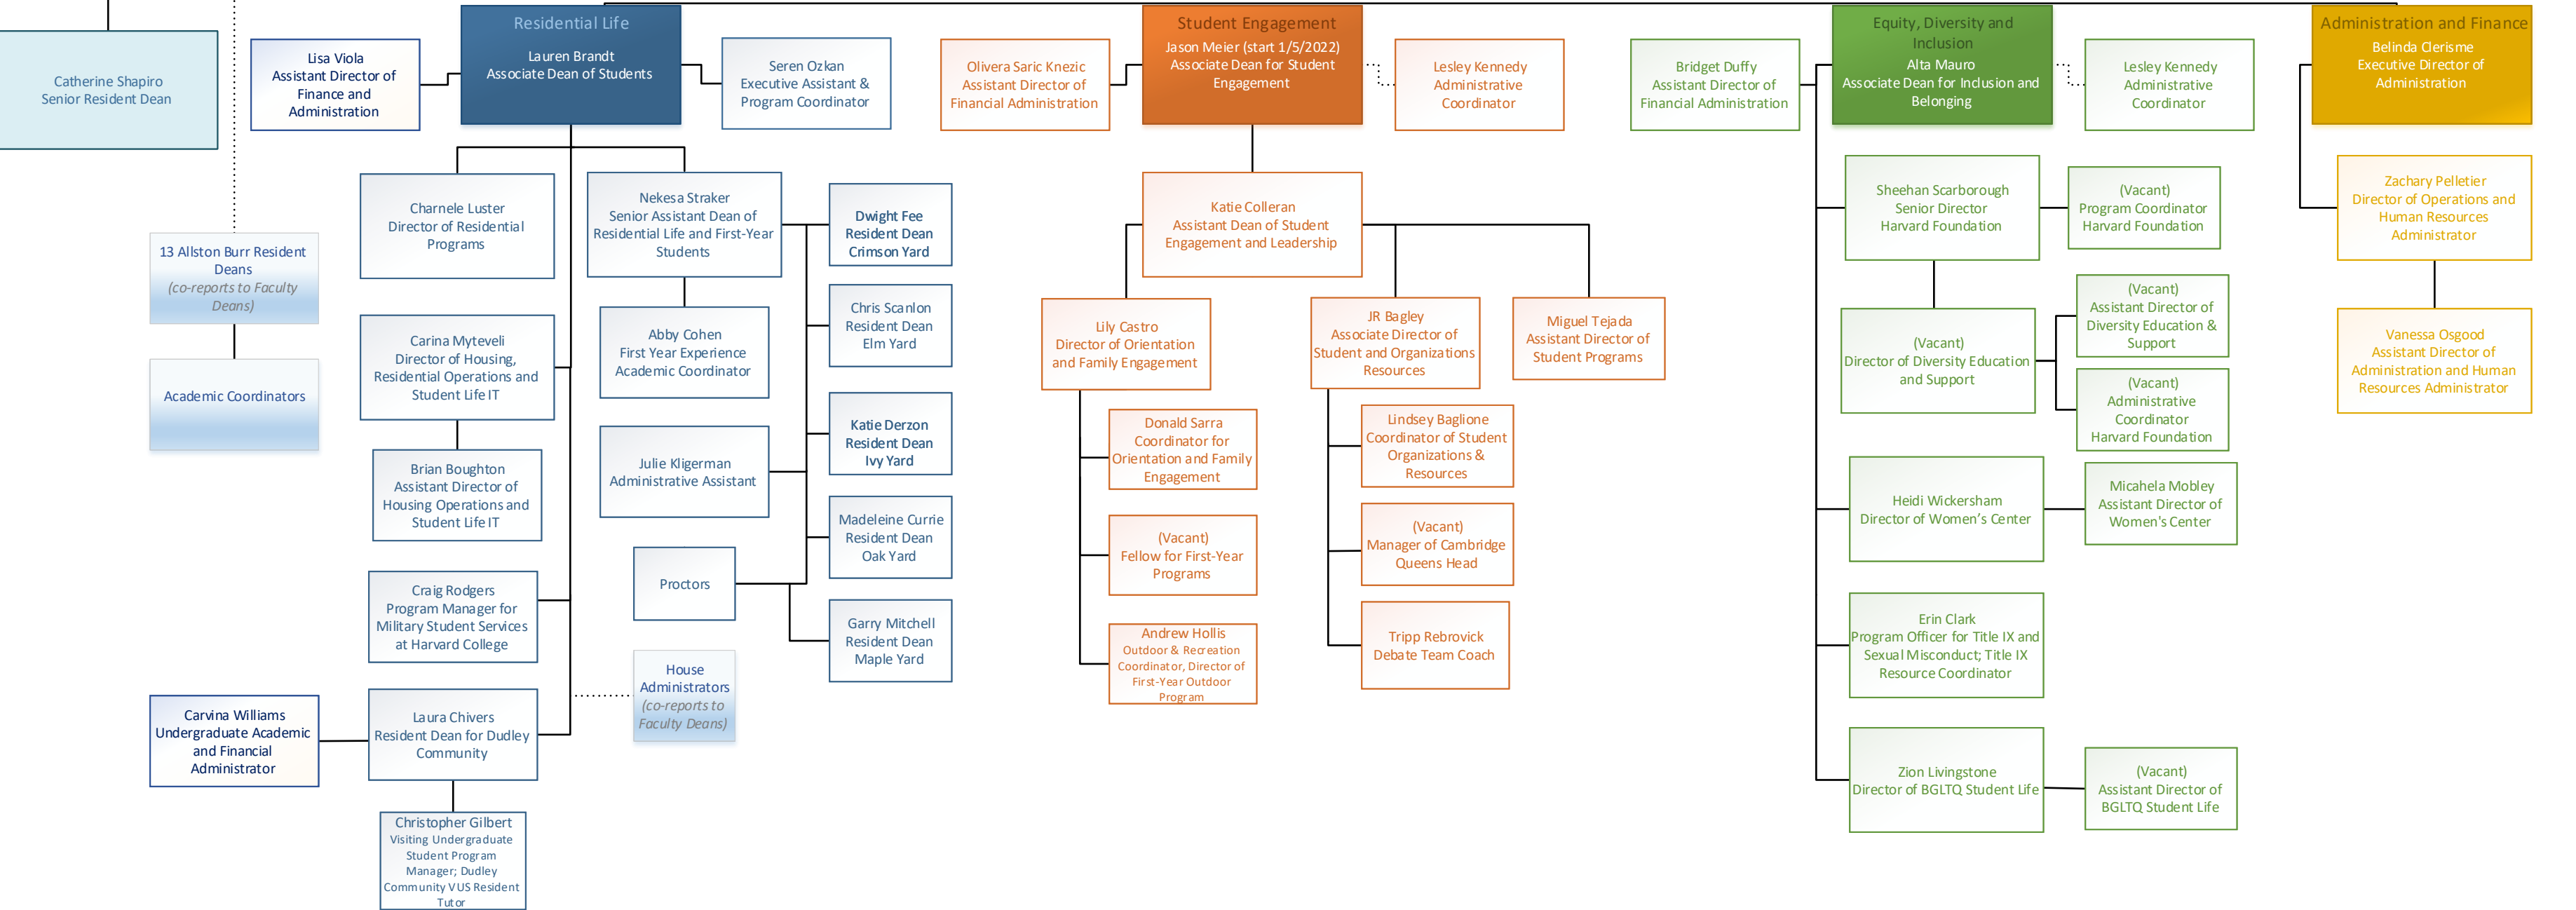 Catherine Shapiro
Senior Resident Dean
13 Allston Burr Resident
Deans
(co-reports to Faculty
Deans)
Academic Coordinators
Residential Life
Lauren Brandt
Associate Dean of Students
Lisa Viola
Assistant Director of
Finance and
Administration
Seren Ozkan
Executive Assistant &
Program Coordinator
Charnele Luster
Director of Residential
Programs
Nekesa Straker
Senior Assistant Dean of
Residential Life and First-Year
Students
Dwight Fee
Resident Dean
Crimson Yard
Chris Scanlon
Resident Dean
Elm Yard
Katie Derzon
Resident Dean
Ivy Yard
Madeleine Currie
Resident Dean
Oak Yard
Garry Mitchell
Resident Dean
Maple Yard
Abby Cohen
First Year Experience
Academic Coordinator
Julie Kligerman
Administrative Assistant
Proctors
House
Administrators
(co-reports to
Faculty Deans)
Carina Myteveli
Director of Housing,
Residential Operations and
Student Life IT
Brian Boughton
Assistant Director of
Housing Operations and
Student Life IT
Craig Rodgers
Program Manager for
Military Student Services
at Harvard College
Carvina Williams
Undergraduate Academic
and Financial
Administrator
Laura Chivers
Resident Dean for Dudley
Community
Christopher Gilbert
Visiting Undergraduate
Student Program
Manager; Dudley
Community VUS Resident
Tutor
Student Engagement
Jason Meier (start 1/5/2022)
Associate Dean for Student
Engagement
Olivera Saric Knezic
Assistant Director of
Financial Administration
Lesley Kennedy
Administrative
Coordinator
Katie Colleran
Assistant Dean of Student
Engagement and Leadership
Lily Castro
Director of Orientation
and Family Engagement
JR Bagley
Associate Director of
Student and Organizations
Resources
Miguel Tejada
Assistant Director of
Student Programs
Donald Sarra
Coordinator for
Orientation and Family
Engagement
(Vacant)
Fellow for First-Year
Programs
Andrew Hollis
Outdoor & Recreation
Coordinator, Director of
First-Year Outdoor
Program
Lindsey Baglione
Coordinator of Student
Organizations &
Resources
(Vacant)
Manager of Cambridge
Queens Head
Tripp Rebrovick
Debate Team Coach
Equity, Diversity and
Inclusion
Alta Mauro
Associate Dean for Inclusion and
Belonging
Bridget Duffy
Assistant Director of
Financial Administration
Lesley Kennedy
Administrative
Coordinator
Sheehan Scarborough
Senior Director
Harvard Foundation
(Vacant)
Program Coordinator
Harvard Foundation
(Vacant)
Director of Diversity Education
and Support
(Vacant)
Assistant Director of
Diversity Education &
Support
(Vacant)
Administrative
Coordinator
Harvard Foundation
Heidi Wickersham
Director of Women’s Center
Micahela Mobley
Assistant Director of
Women's Center
Erin Clark
Program Officer for Title IX and
Sexual Misconduct; Title IX
Resource Coordinator
Zion Livingstone
Director of BGLTQ Student Life
(Vacant)
Assistant Director of
BGLTQ Student Life
Administration and Finance
Belinda Clerisme
Executive Director of
Administration
Zachary Pelletier
Director of Operations and
Human Resources
Administrator
Vanessa Osgood
Assistant Director of
Administration and Human
Resources Administrator